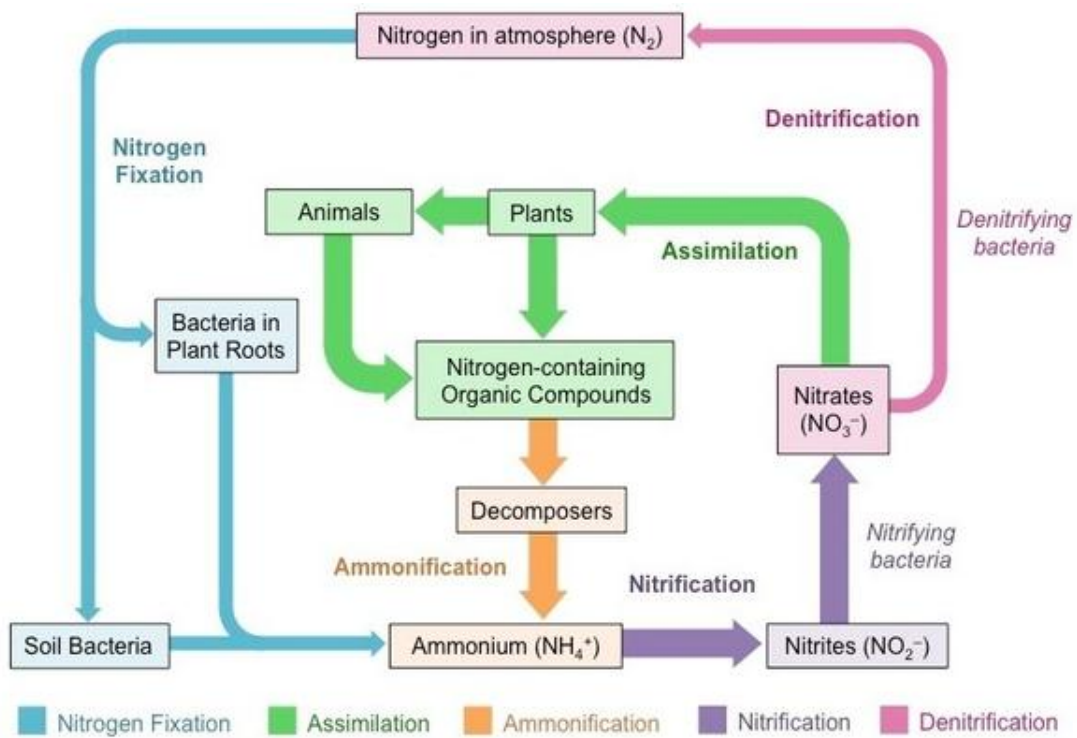 Nitrogen in atmosphere (N₂)
Denitrification
Nitrogen
Fixation
Animals
Plants
Denitrifying
bacteria
Assimilation
Bacteria in
Plant Roots
Nitrogen-containing
Organic Compounds
Nitrates
(NO₃⁻)
Decomposers
Nitrifying
bacteria
Ammonification
Nitrification
Soil Bacteria
Ammonium (NH₄⁺)
Nitrites (NO₂⁻)
Nitrogen Fixation
Assimilation
Ammonification
Nitrification
Denitrification